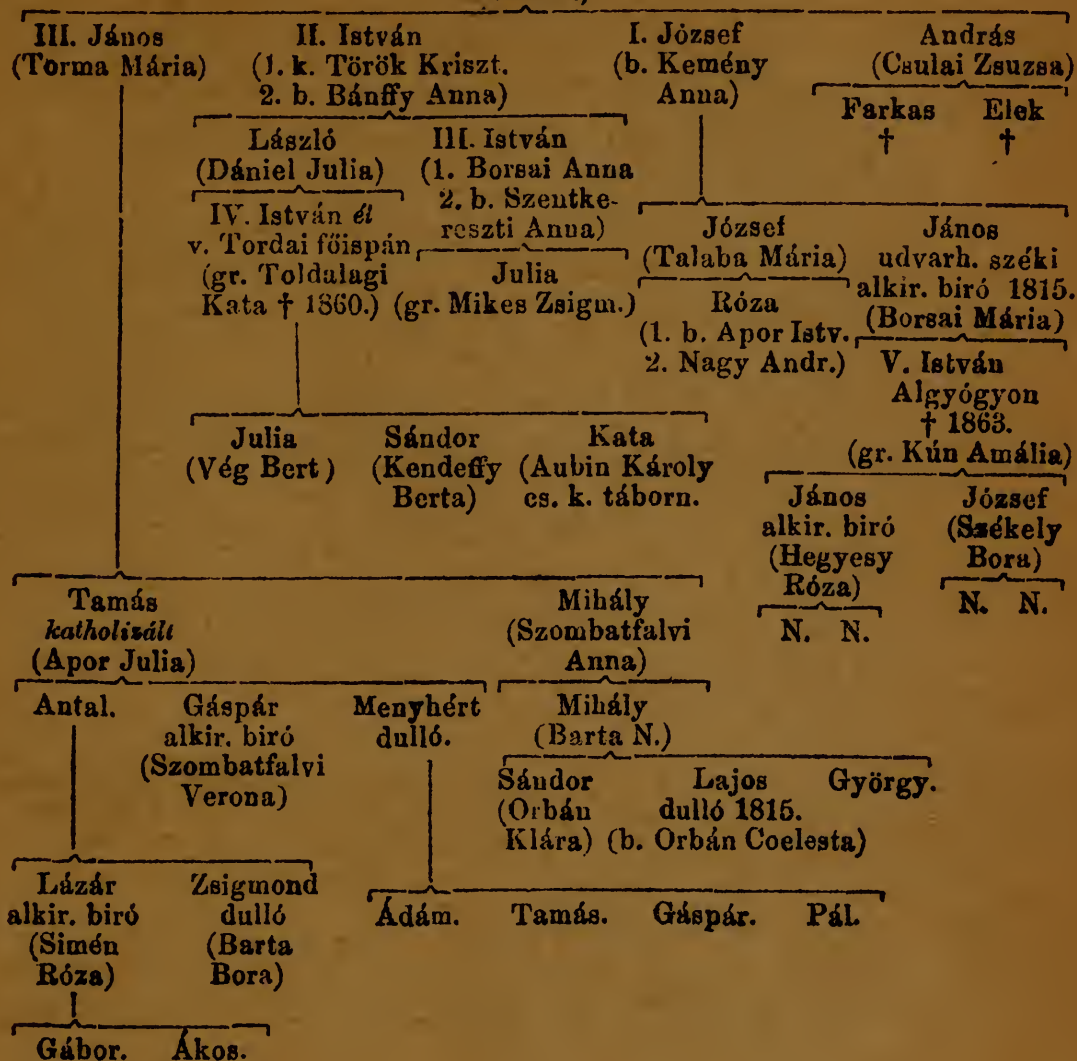 III. János II. István I. József András
(Torma Mária) (1. k. Török Kriszt. (b. Kemény (Csulai Zsuzsa)
2. b. Bánffy Anna) Anna)
Farkas Elek
† †
László III. István
(Dániel Julia) (1. Borsai Anna
2. b. Szentke-
reszti Anna)
IV. István él
v. Tordai főispán
(gr. Toldalagi
Kata † 1860.)
Julia
(gr. Mikes Zsigm.)
József János
(Talaba Mária) udvarh. széki
alkir. biró 1815.
(Borsai Mária)
Róza
(1. b. Apor Istv.
2. Nagy Andr.)
V. István
Algyógyon
† 1863.
(gr. Kún Amália)
Julia Sándor Kata
(Vég Bert) (Kendeffy (Aubin Károly
Berta) cs. k. táborn.
János József
alkir. biró (Székely
(Hegyesy Bora)
Róza)
N. N. N. N.
Tamás Mihály
katholizált (Szombatfalvi
(Apor Julia) Anna)
Antal. Gáspár Menyhért Mihály
alkir. biró dulló. (Barta N.)
(Szombatfalvi
Verona)
Sándor Lajos György.
(Orbán dulló 1815.
Klára) (b. Orbán Coelesta)
Lázár Zsigmond
alkir. biró dulló
(Simén (Barta
Róza) Bora)
Ádám. Tamás. Gáspár. Pál.
Gábor. Ákos.